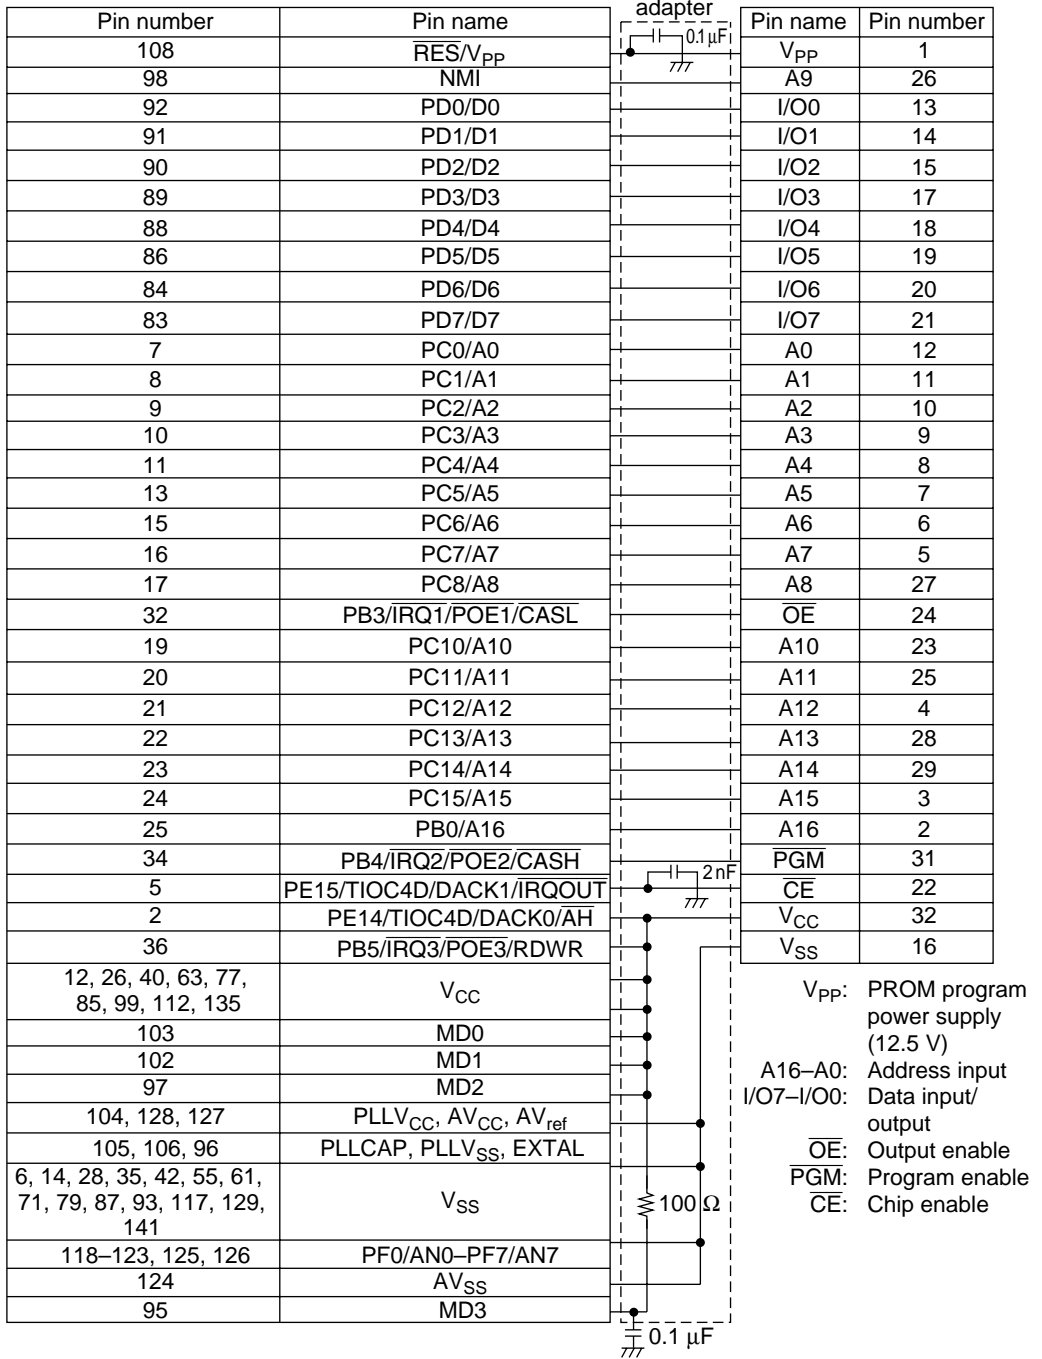 adapter
Pin number Pin name Pin name Pin number
108 RES/VPP 0.1 µF VPP 1
98 NMI A9 26
92 PD0/D0 I/O0 13
91 PD1/D1 I/O1 14
90 PD2/D2 I/O2 15
89 PD3/D3 I/O3 17
88 PD4/D4 I/O4 18
86 PD5/D5 I/O5 19
84 PD6/D6 I/O6 20
83 PD7/D7 I/O7 21
7 PC0/A0 A0 12
8 PC1/A1 A1 11
9 PC2/A2 A2 10
10 PC3/A3 A3 9
11 PC4/A4 A4 8
13 PC5/A5 A5 7
15 PC6/A6 A6 6
16 PC7/A7 A7 5
17 PC8/A8 A8 27
32 PB3/IRQ1/POE1/CASL OE 24
19 PC10/A10 A10 23
20 PC11/A11 A11 25
21 PC12/A12 A12 4
22 PC13/A13 A13 28
23 PC14/A14 A14 29
24 PC15/A15 A15 3
25 PB0/A16 A16 2
34 PB4/IRQ2/POE2/CASH PGM 31
5 PE15/TIOC4D/DACK1/IRQOUT 2 nF CE 22
2 PE14/TIOC4D/DACK0/AH VCC 32
36 PB5/IRQ3/POE3/RDWR VSS 16
12, 26, 40, 63, 77,
85, 99, 112, 135
VCC
103 MD0
102 MD1
97 MD2
104, 128, 127 PLLVCC, AVCC, AVref
105, 106, 96 PLLCAP, PLLVSS, EXTAL
6, 14, 28, 35, 42, 55, 61,
71, 79, 87, 93, 117, 129,
141
VSS
100 Ω
118–123, 125, 126 PF0/AN0–PF7/AN7
124 AVSS
95 MD3
0.1 µF
VPP: PROM program
power supply
(12.5 V)
A16–A0: Address input
I/O7–I/O0: Data input/
output
OE: Output enable
PGM: Program enable
CE: Chip enable